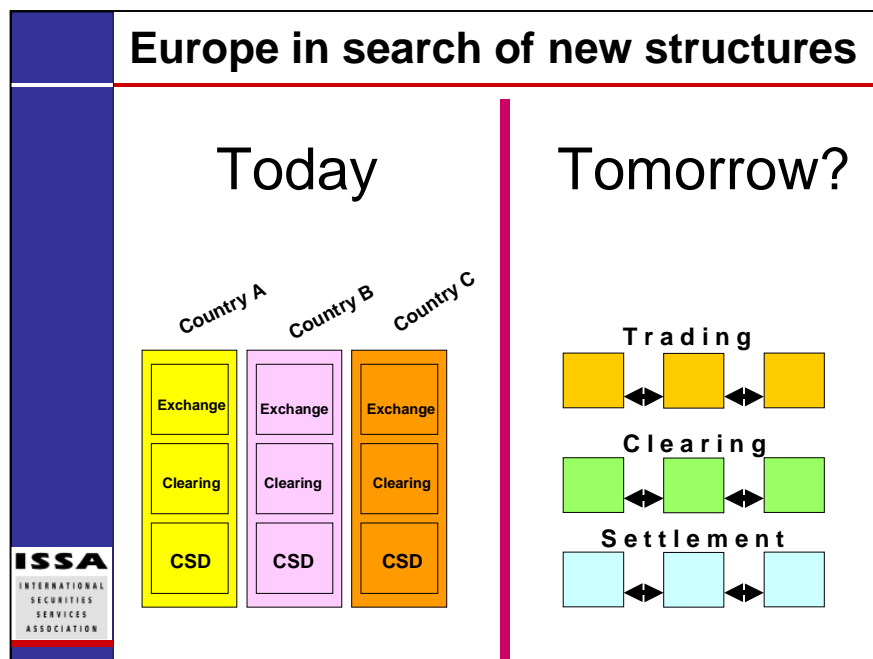 Europe in search of new structures
Today
Tomorrow?
Country A
Country B
Country C
Exchange
Exchange
Exchange
Clearing
Clearing
Clearing
CSD
CSD
CSD
Trading
Clearing
Settlement
ISSA
INTERNATIONAL
SECURITIES
SERVICES
ASSOCIATION